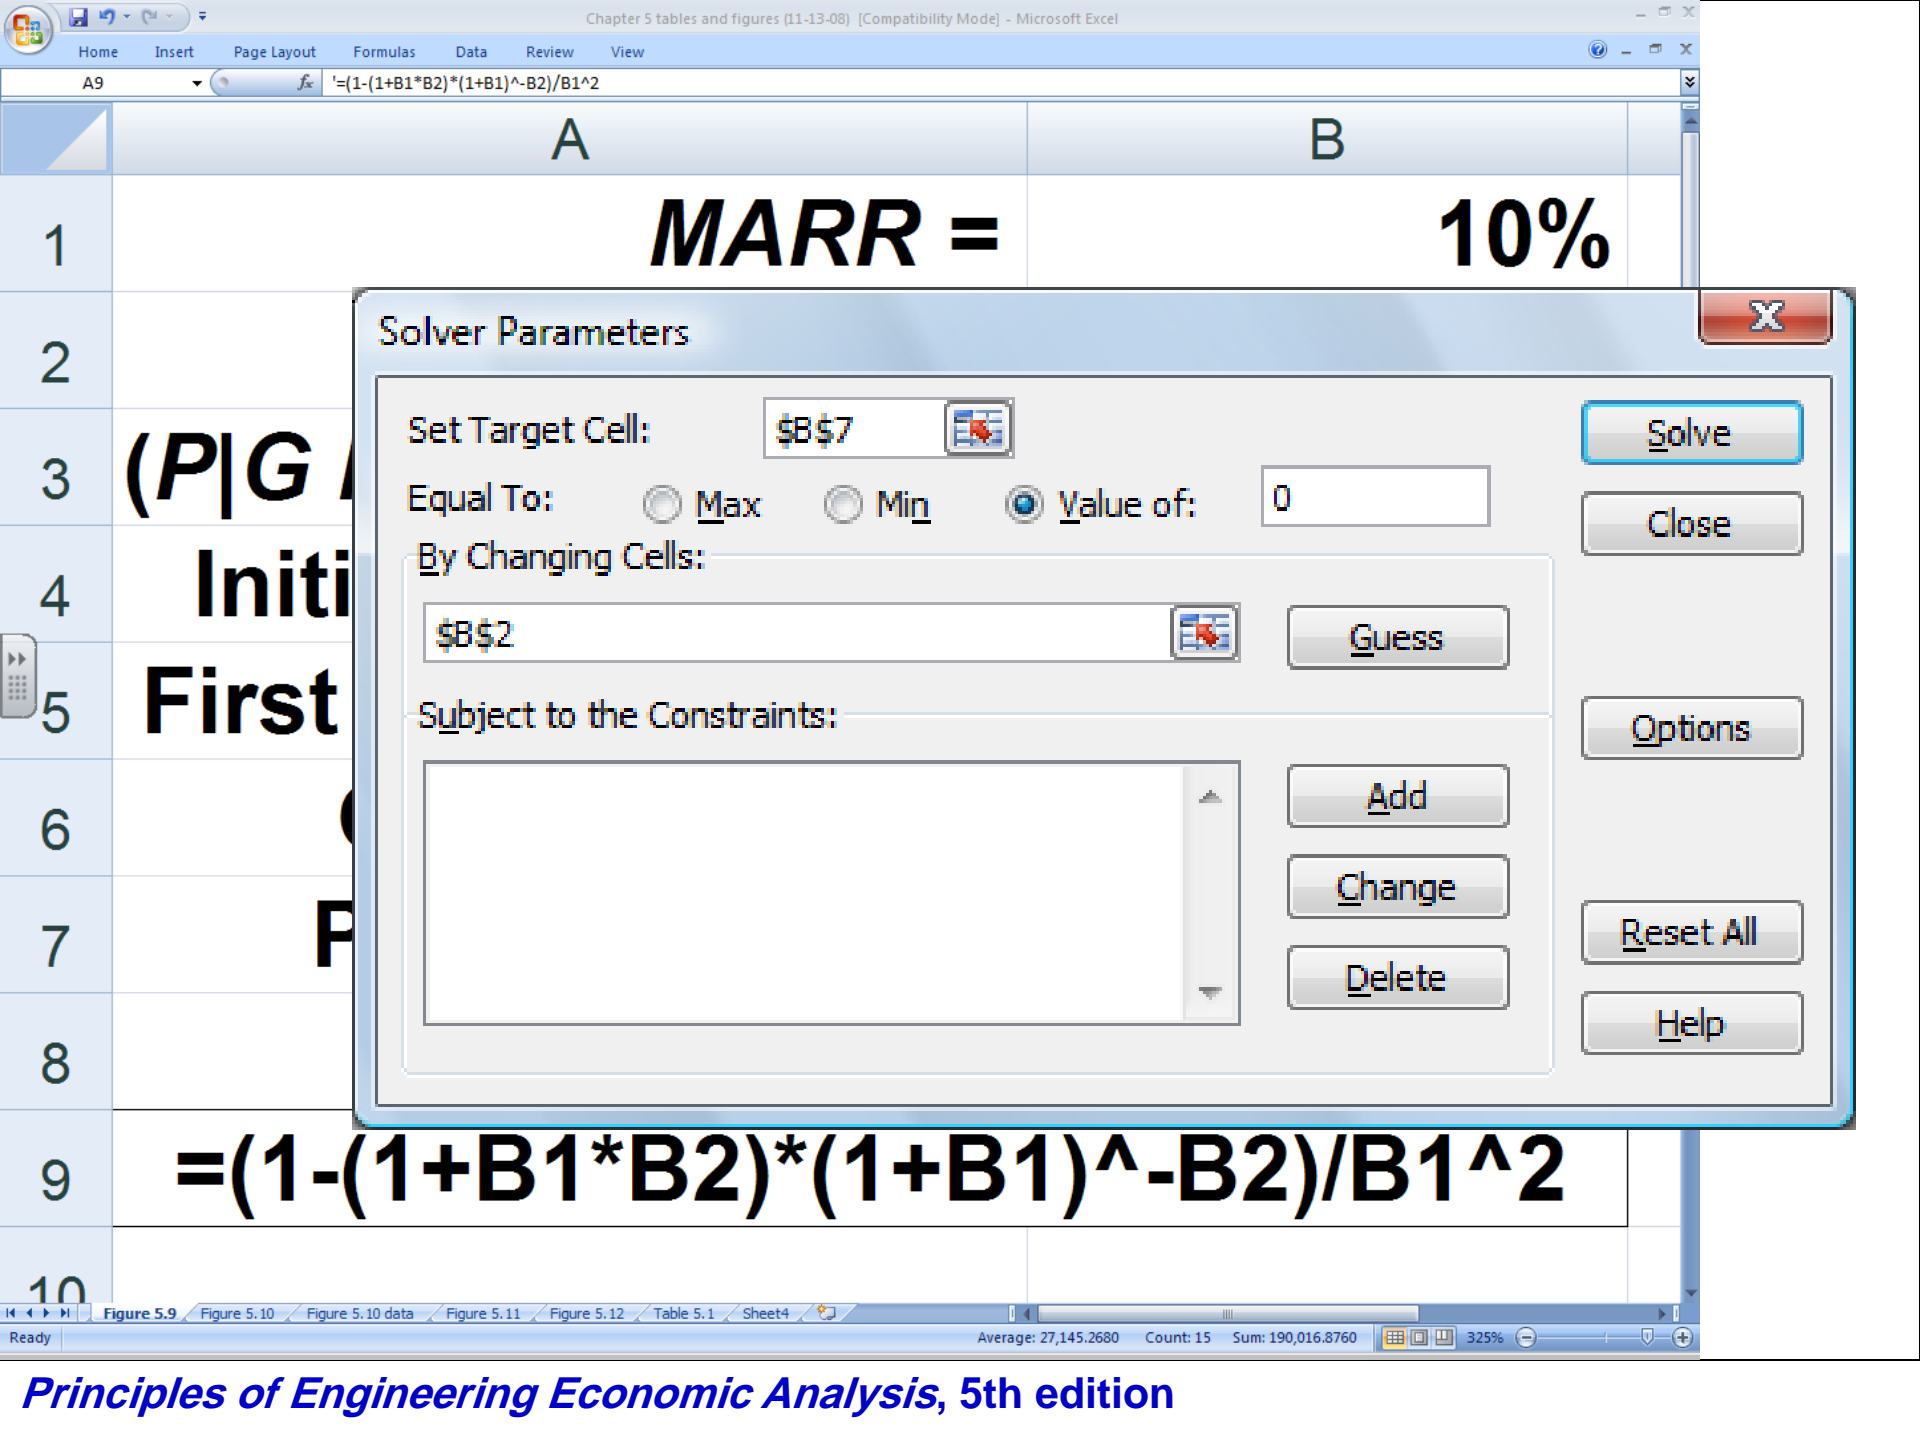 Chapter 5 tables and figures (11-13-08) [Compatibility Mode] - Microsoft Excel
Home Insert Page Layout Formulas Data Review View
A9 fx '=(1-(1+B1*B2)*(1+B1)^-B2)/B1^2
A B
1 MARR = 10%
2
Solver Parameters
Set Target Cell: $B$7 Solve
3 (P|G
Equal To: Max Min Value of: 0 Close
By Changing Cells:
4 Initi
$B$2 Guess
5 First
Subject to the Constraints: Options
6
Add
Change
7 P
Reset All
Delete
8
Help
9 =(1-(1+B1*B2)*(1+B1)^-B2)/B1^2
10
Figure 5.9 Figure 5.10 Figure 5.10 data Figure 5.11 Figure 5.12 Table 5.1 Sheet4
Ready Average: 27,145.2680 Count: 15 Sum: 190,016.8760 325%
Principles of Engineering Economic Analysis, 5th edition